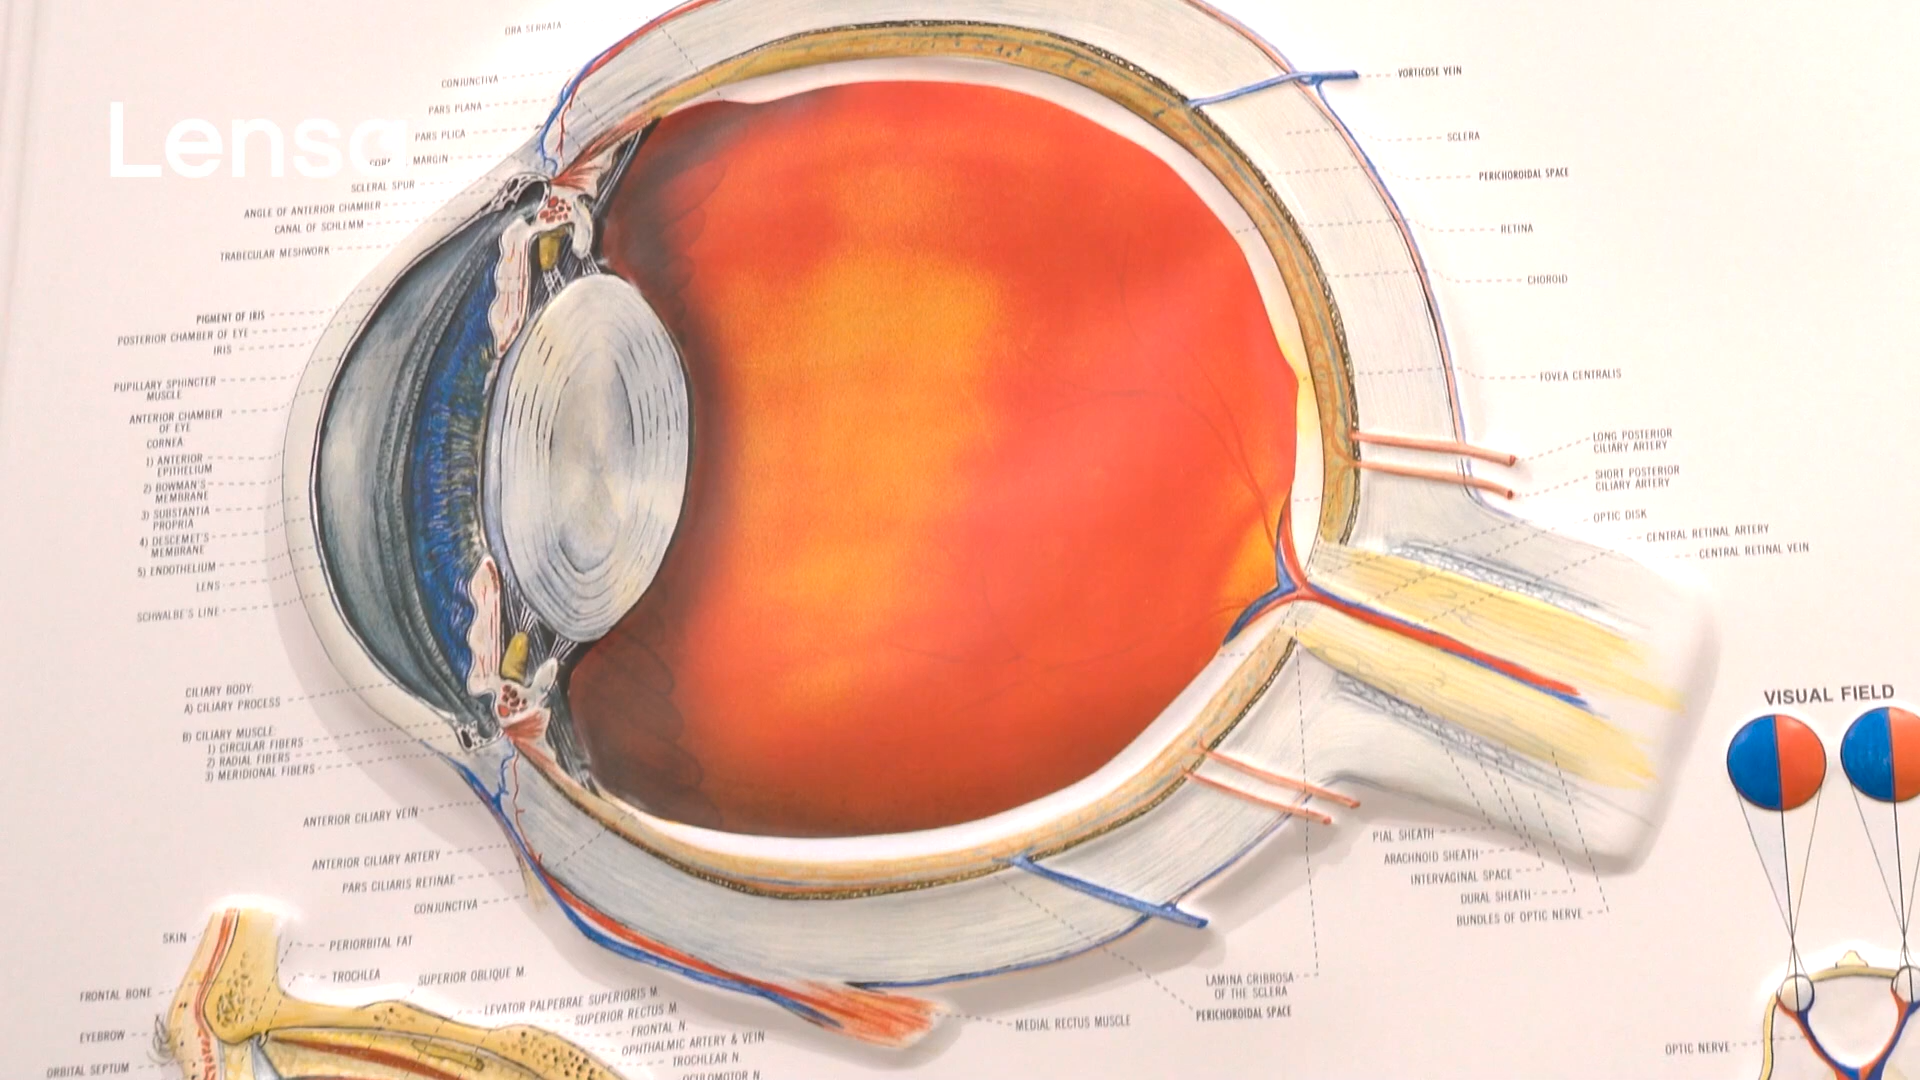 Lensa
ORA SERRATA
CONJUNCTIVA
PARS PLANA
PARS PLICA
MARGIN
SCLERAL SPUR
ANGLE OF ANTERIOR CHAMBER
CANAL OF SCHLEMM
TRABECULAR MESHWORK
PIGMENT OF IRIS
POSTERIOR CHAMBER OF EYE
IRIS
PUPILLARY SPHINCTER
MUSCLE
ANTERIOR CHAMBER
OF EYE
CORNEA
1) ANTERIOR
EPITHELIUM
2) BOWMAN'S
MEMBRANE
3) SUBSTANTIA
PROPRIA
4) DESCEMET'S
MEMBRANE
5) ENDOTHELIUM
LENS
SCHWALBE'S LINE
CILIARY BODY:
A) CILIARY PROCESS
B) CILIARY MUSCLE:
1) CIRCULAR FIBERS
2) RADIAL FIBERS
3) MERIDIONAL FIBERS
ANTERIOR CILIARY VEIN
ANTERIOR CILIARY ARTERY
PARS CILIARIS RETINAE
CONJUNCTIVA
VORTICOSE VEIN
SCLERA
PERICHOROIDAL SPACE
RETINA
CHOROID
FOVEA CENTRALIS
LONG POSTERIOR
CILIARY ARTERY
SHORT POSTERIOR
CILIARY ARTERY
OPTIC DISK
CENTRAL RETINAL ARTERY
CENTRAL RETINAL VEIN
PIAL SHEATH
ARACHNOID SHEATH
INTERVAGINAL SPACE
DURAL SHEATH
BUNDLES OF OPTIC NERVE
LAMINA CRIBROSA
OF THE SCLERA
PERICHOROIDAL SPACE
MEDIAL RECTUS MUSCLE
SKIN
PERIORBITAL FAT
TROCHLEA
SUPERIOR OBLIQUE M.
FRONTAL BONE
LEVATOR PALPEBRAE SUPERIORIS M.
SUPERIOR RECTUS M.
FRONTAL N.
EYEBROW
OPHTHALMIC ARTERY & VEIN
TROCHLEAR N.
ORBITAL SEPTUM
OCULOMOTOR N.
VISUAL FIELD
OPTIC NERVE